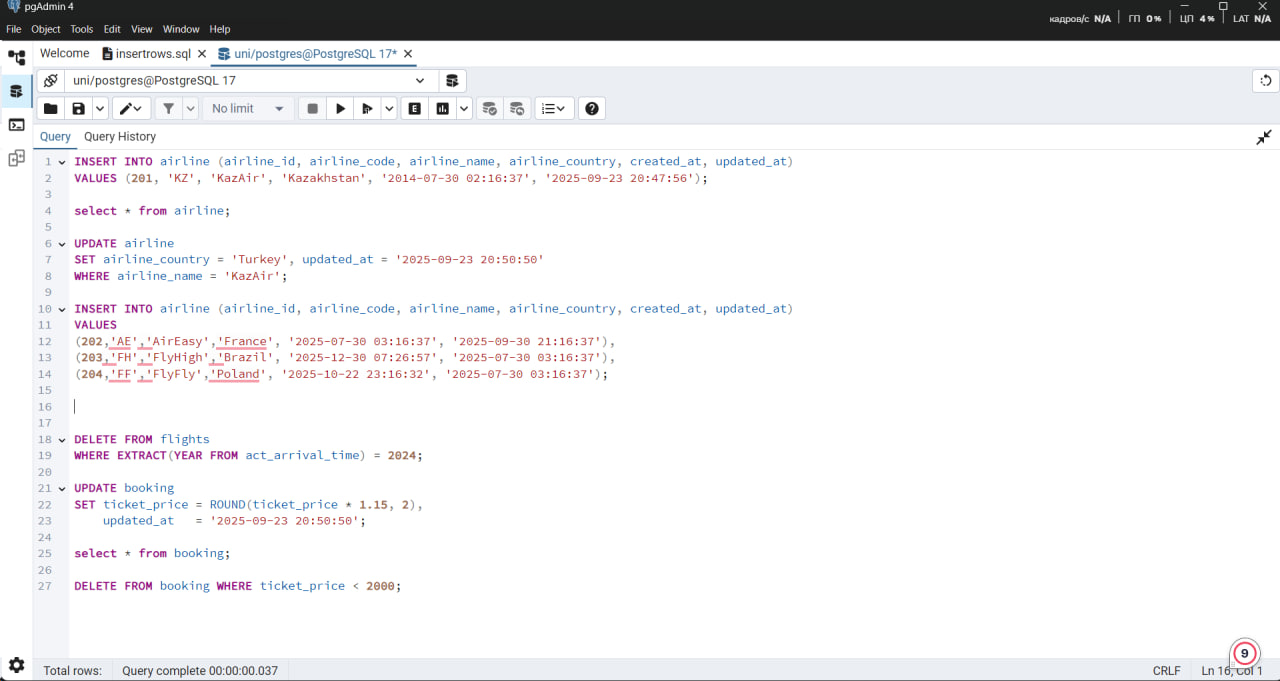 pgAdmin 4
кадров/с N/A ГП 0% ЦП 4% LAT N/A
File Object Tools Edit View Window Help
Welcome insertrows.sql uni/postgres@PostgreSQL 17*
uni/postgres@PostgreSQL 17
No limit
Query Query History
1 INSERT INTO airline (airline_id, airline_code, airline_name, airline_country, created_at, updated_at)
2 VALUES (201, 'KZ', 'KazAir', 'Kazakhstan', '2014-07-30 02:16:37', '2025-09-23 20:47:56');
3
4 select * from airline;
5
6 UPDATE airline
7 SET airline_country = 'Turkey', updated_at = '2025-09-23 20:50:50'
8 WHERE airline_name = 'KazAir';
9
10 INSERT INTO airline (airline_id, airline_code, airline_name, airline_country, created_at, updated_at)
11 VALUES
12 (202,'AE','AirEasy','France', '2025-07-30 03:16:37', '2025-09-30 21:16:37'),
13 (203,'FH','FlyHigh','Brazil', '2025-12-30 07:26:57', '2025-07-30 03:16:37'),
14 (204,'FF','FlyFly','Poland', '2025-10-22 23:16:32', '2025-07-30 03:16:37');
15
16
17
18 DELETE FROM flights
19 WHERE EXTRACT(YEAR FROM act_arrival_time) = 2024;
20
21 UPDATE booking
22 SET ticket_price = ROUND(ticket_price * 1.15, 2),
23 updated_at = '2025-09-23 20:50:50';
24
25 select * from booking;
26
27 DELETE FROM booking WHERE ticket_price < 2000;
9
Total rows: Query complete 00:00:00.037 CRLF Ln 16, Col 1